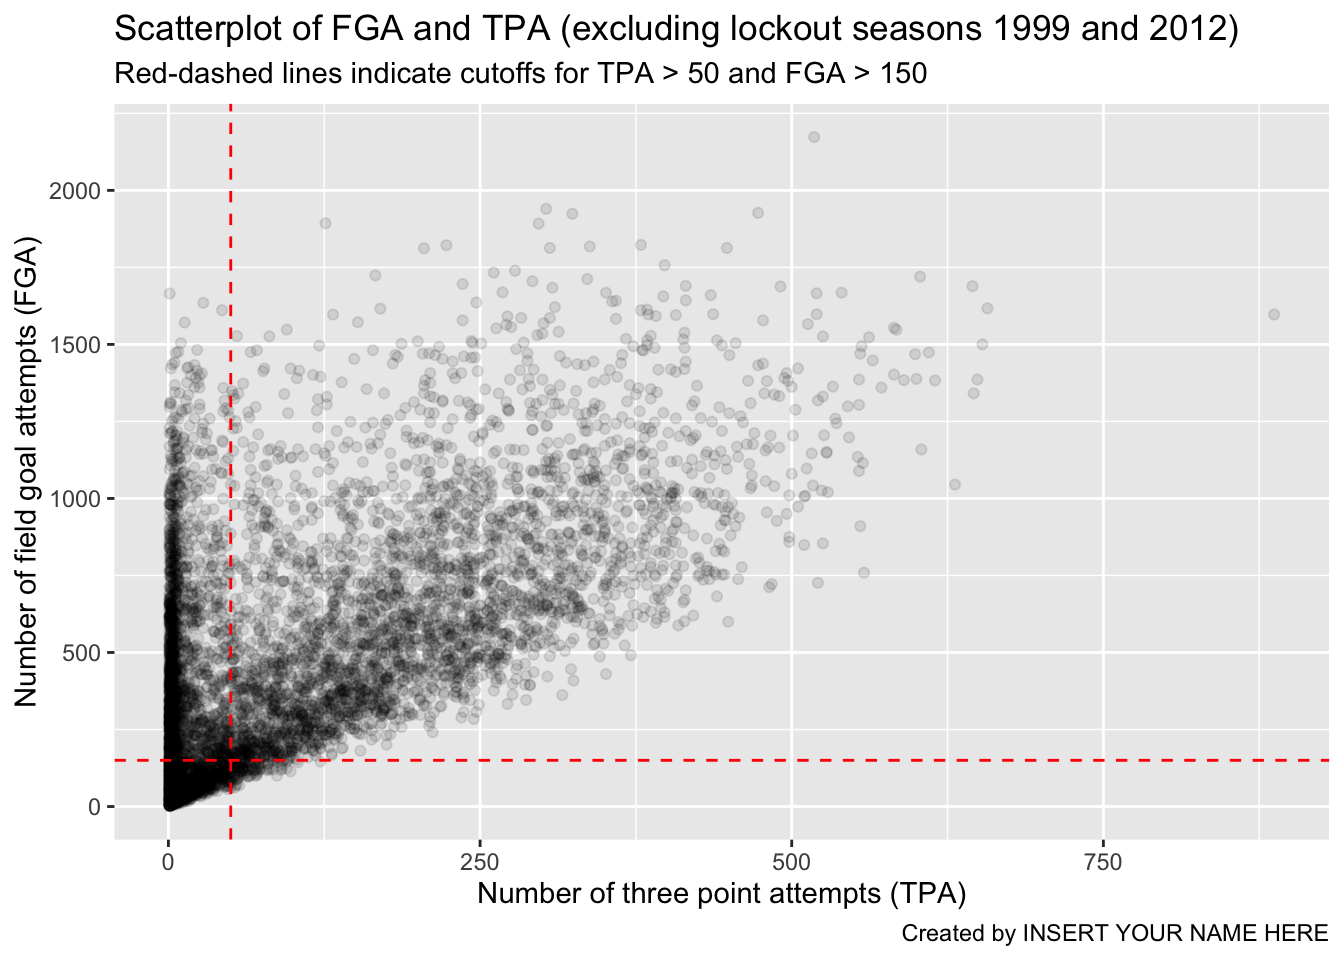 Scatterplot of FGA and TPA (excluding lockout seasons 1999 and 2012)
Red-dashed lines indicate cutoffs for TPA > 50 and FGA > 150
Number of field goal attempts (FGA)
2000
1500
1000
500
0
0 250 500 750
Number of three point attempts (TPA)
Created by INSERT YOUR NAME HERE